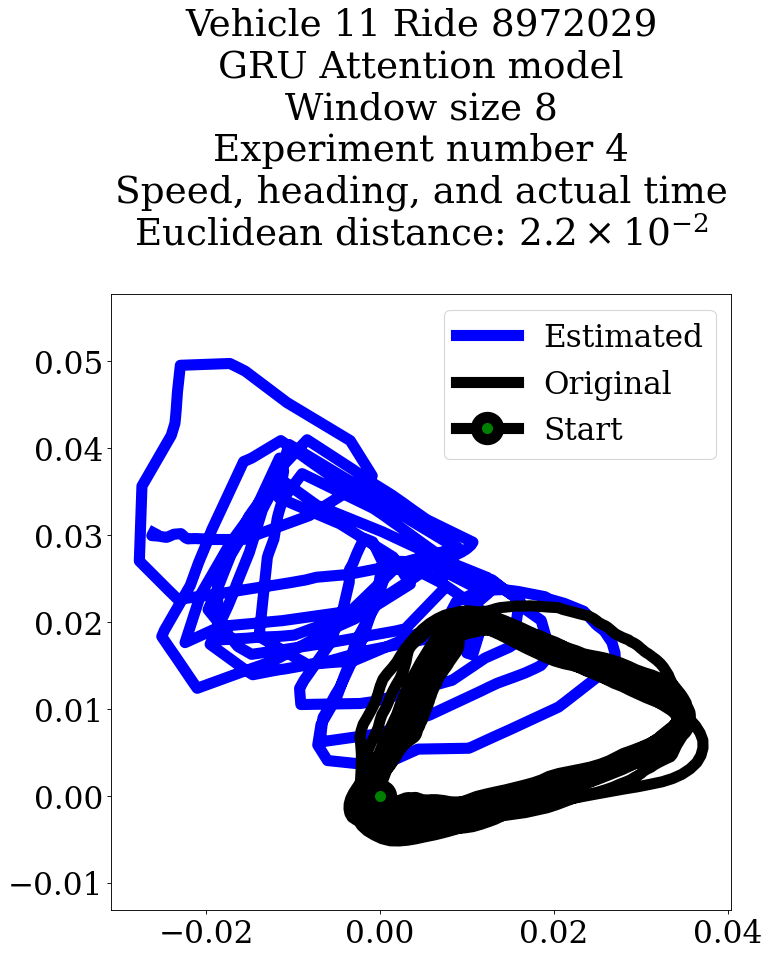 Vehicle 11 Ride 8972029
GRU Attention model
Window size 8
Experiment number 4
Speed, heading, and actual time
Euclidean distance: 2.2 × 10⁻²
Estimated
Original
Start
0.05
0.04
0.03
0.02
0.01
0.00
−0.01
−0.02
0.00
0.02
0.04